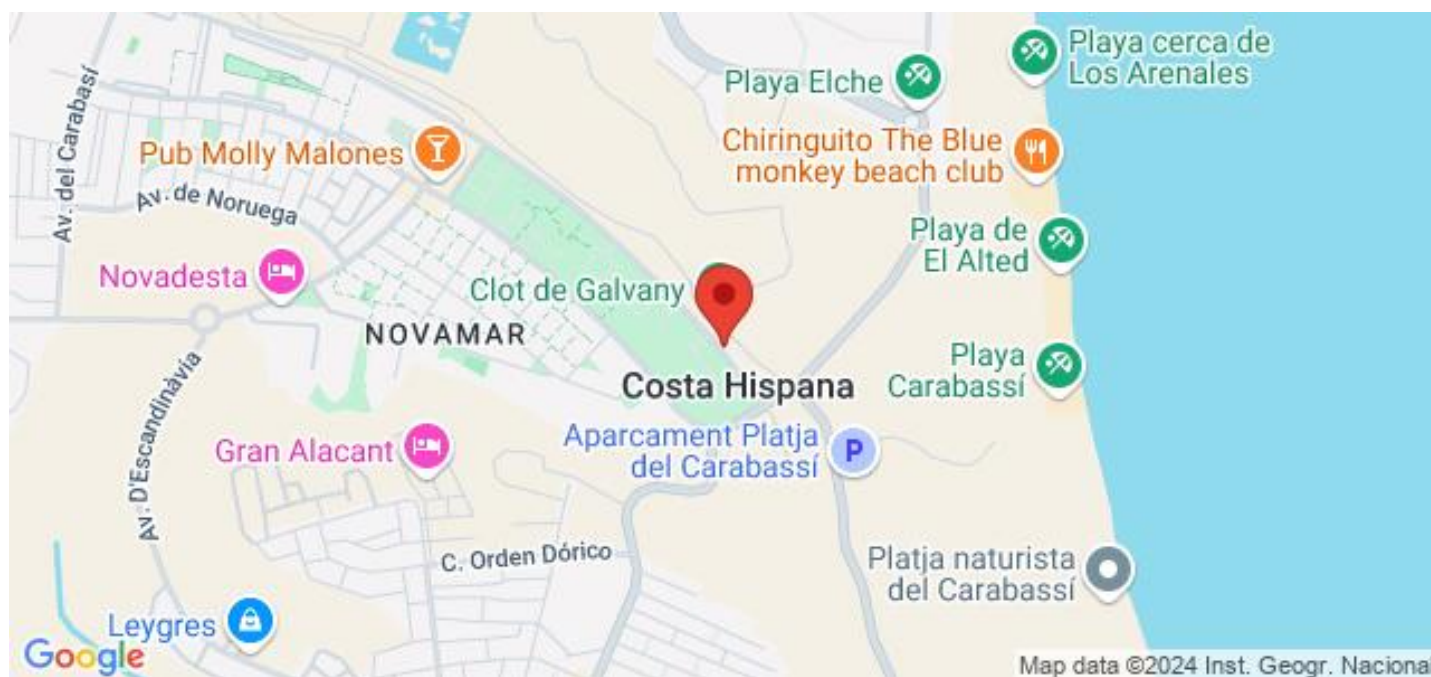 Playa cerca de
Los Arenales
Playa Elche
Av. del Carabasí
Pub Molly Malones
Chiringuito The Blue
monkey beach club
Av. de Noruega
Playa de
El Alted
Novadesta
Clot de Galvany
NOVAMAR
Costa Hispana
Playa
Carabassí
Av. D'Escandinàvia
Gran Alacant
Aparcament Platja
del Carabassí
P
C. Orden Dórico
Platja naturista
del Carabassí
Leygres
Google
Map data ©2024 Inst. Geogr. Nacional